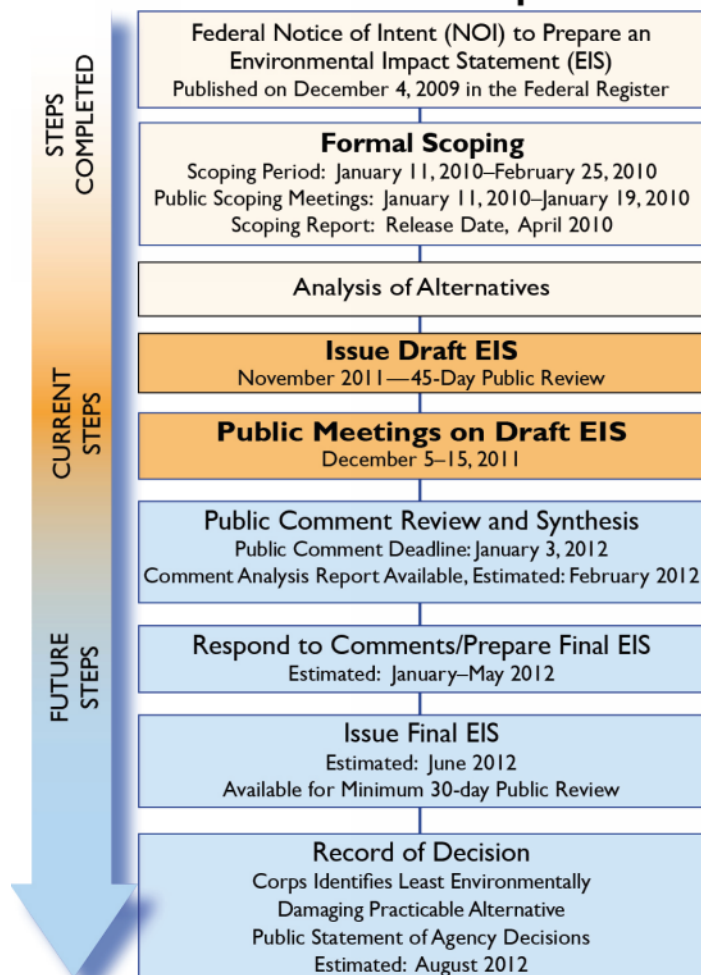 Federal Notice of Intent (NOI) to Prepare an
Environmental Impact Statement (EIS)
Published on December 4, 2009 in the Federal Register
Formal Scoping
Scoping Period: January 11, 2010–February 25, 2010
Public Scoping Meetings: January 11, 2010–January 19, 2010
Scoping Report: Release Date, April 2010
Analysis of Alternatives
Issue Draft EIS
November 2011—45-Day Public Review
Public Meetings on Draft EIS
December 5–15, 2011
Public Comment Review and Synthesis
Public Comment Deadline: January 3, 2012
Comment Analysis Report Available, Estimated: February 2012
Respond to Comments/Prepare Final EIS
Estimated: January–May 2012
Issue Final EIS
Estimated: June 2012
Available for Minimum 30-day Public Review
Record of Decision
Corps Identifies Least Environmentally
Damaging Practicable Alternative
Public Statement of Agency Decisions
Estimated: August 2012
STEPS
COMPLETED
CURRENT
STEPS
FUTURE
STEPS